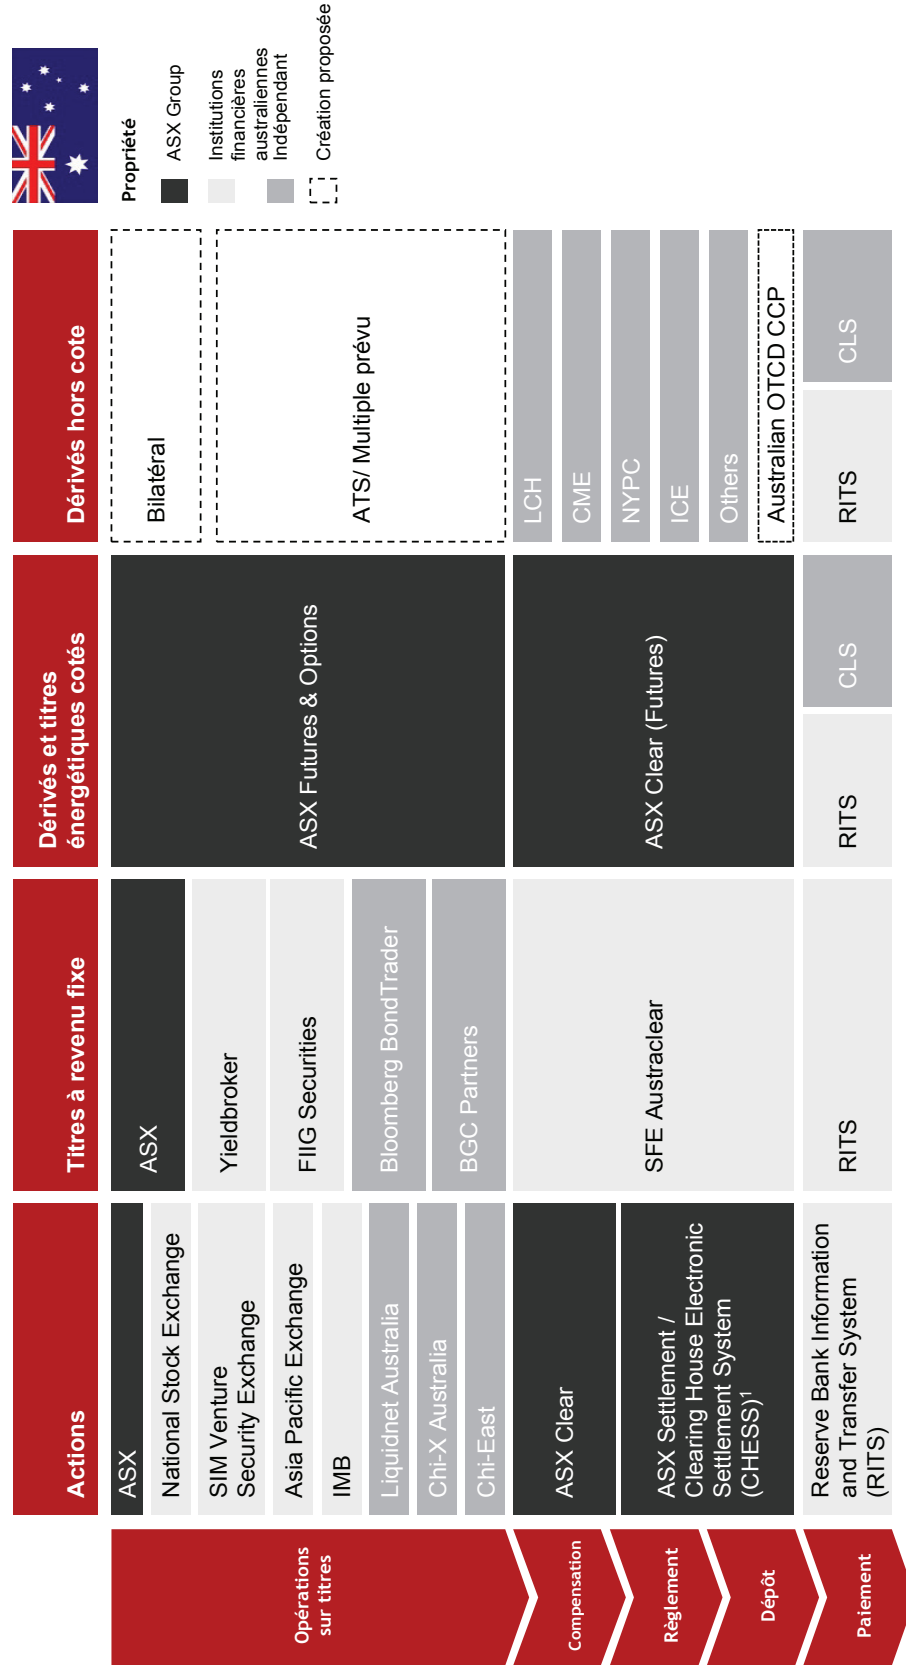 Propriété
ASX Group
Institutions
financières
australiennes
Indépendant
Création proposée
Actions
Titres à revenu fixe
Dérivés et titres
énergétiques cotés
Dérivés hors cote
Opérations
sur titres
ASX
National Stock Exchange
SIM Venture
Security Exchange
Asia Pacific Exchange
IMB
Liquidnet Australia
Chi-X Australia
Chi-East
ASX
Yieldbroker
FIIG Securities
Bloomberg BondTrader
BGC Partners
ASX Futures & Options
Bilatéral
ATS/ Multiple prévu
Compensation
Règlement
Dépôt
ASX Clear
ASX Settlement /
Clearing House Electronic
Settlement System
(CHESS)1
SFE Austraclear
ASX Clear (Futures)
LCH
CME
NYPC
ICE
Others
Australian OTCD CCP
Paiement
Reserve Bank Information
and Transfer System
(RITS)
RITS
RITS
CLS
RITS
CLS